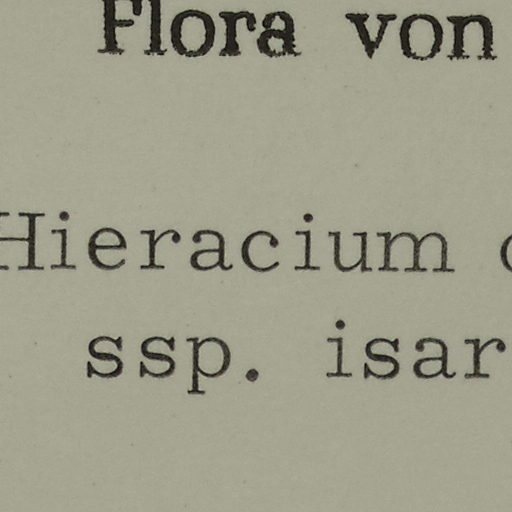 Flora von
Hieracium
ssp. isar